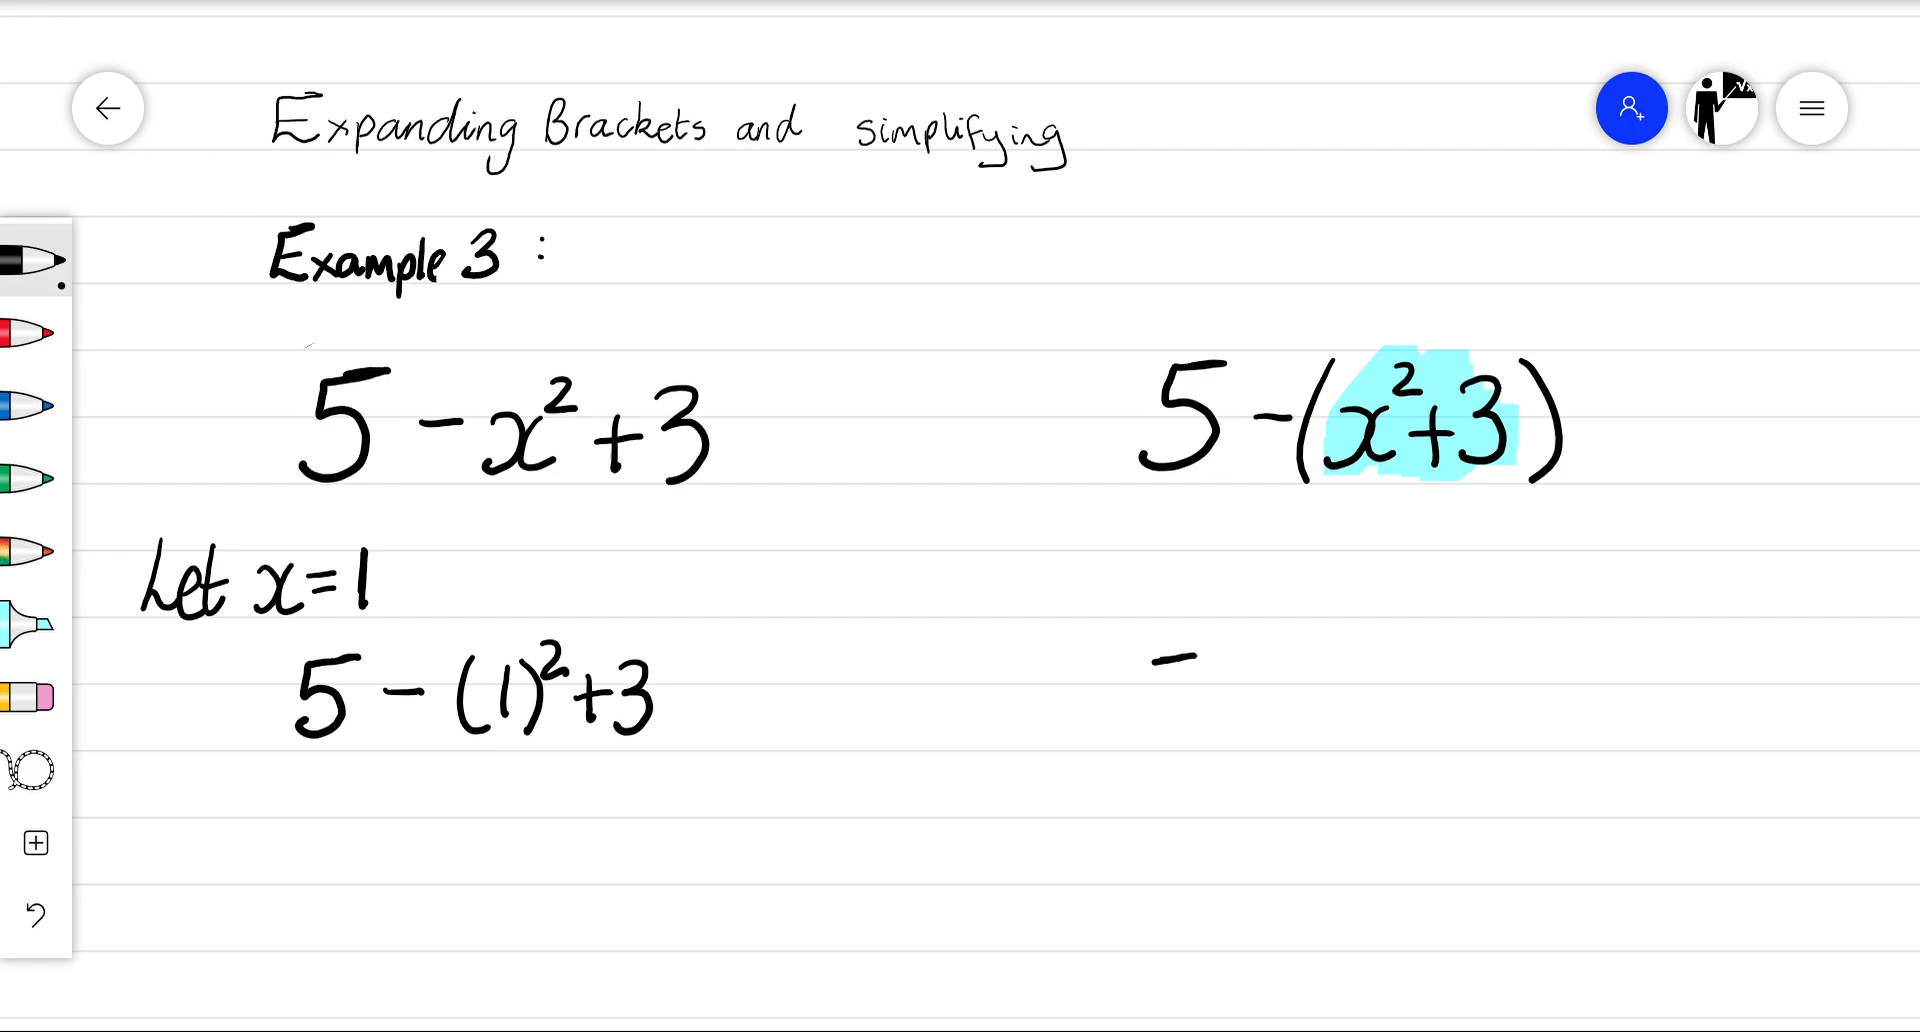 Expanding Brackets and simplifying
Example 3 :
5 - x² + 3
5 - (x² + 3)
Let x = 1
5 - (1)² + 3
-